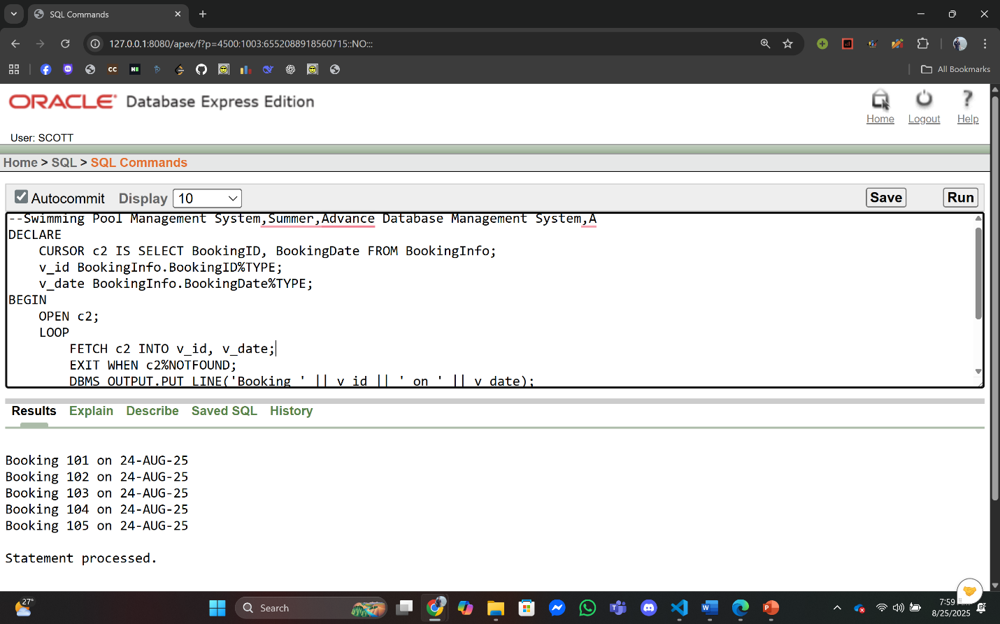 SQL Commands
127.0.0.1:8080/apex/f?p=4500:1003:6552088918560715::NO:::
CC
All Bookmarks
ORACLE Database Express Edition
Home Logout Help
User: SCOTT
Home > SQL > SQL Commands
Autocommit Display 10 Save Run
--Swimming Pool Management System,Summer,Advance Database Management System,A
DECLARE
CURSOR c2 IS SELECT BookingID, BookingDate FROM BookingInfo;
v_id BookingInfo.BookingID%TYPE;
v_date BookingInfo.BookingDate%TYPE;
BEGIN
OPEN c2;
LOOP
FETCH c2 INTO v_id, v_date;
EXIT WHEN c2%NOTFOUND;
DBMS_OUTPUT.PUT_LINE('Booking ' || v_id || ' on ' || v_date);
Results Explain Describe Saved SQL History
Booking 101 on 24-AUG-25
Booking 102 on 24-AUG-25
Booking 103 on 24-AUG-25
Booking 104 on 24-AUG-25
Booking 105 on 24-AUG-25
Statement processed.
27°
Search
7:59
8/25/2025